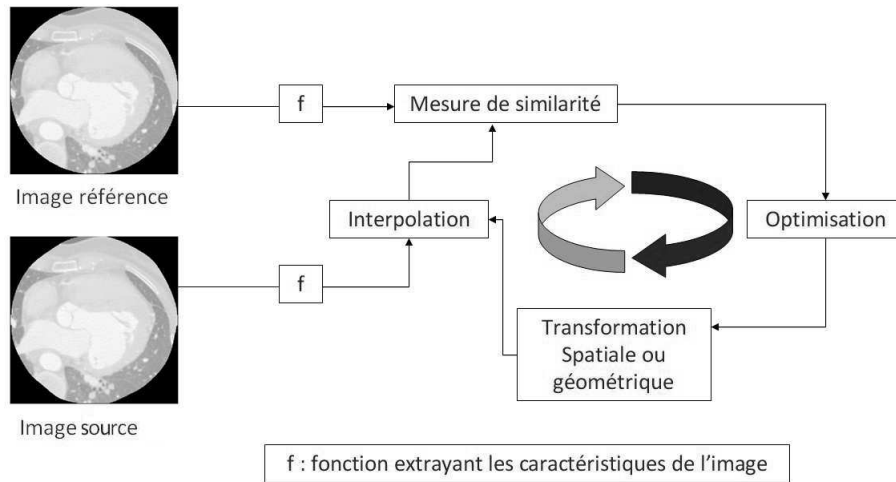 f
Mesure de similarité
Image référence
Interpolation
Optimisation
f
Transformation
Spatiale ou
géométrique
Image source
f : fonction extrayant les caractéristiques de l'image